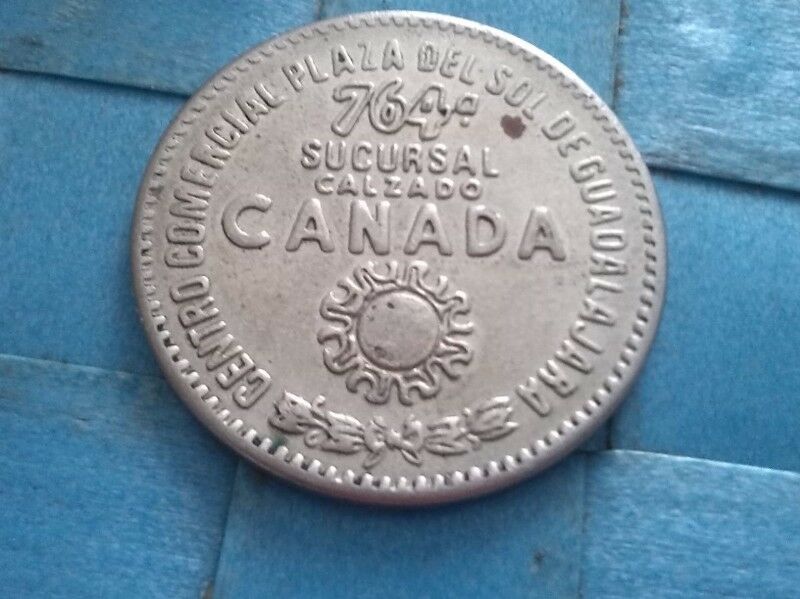 CENTRO COMERCIAL PLAZA DEL SOL DE GUADALAJARA
764ª
SUCURSAL
CALZADO
CANADA